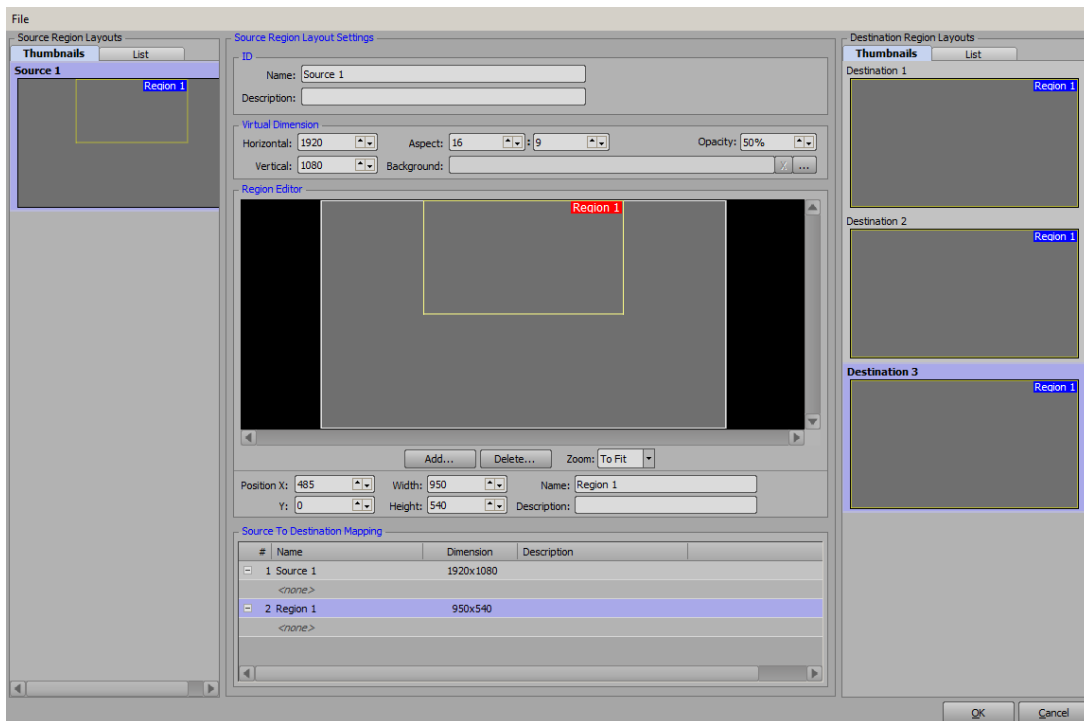 File
Source Region Layouts
Thumbnails List
Source 1
Region 1
Source Region Layout Settings
ID
Name: Source 1
Description:
Virtual Dimension
Horizontal: 1920 Aspect: 16 : 9 Opacity: 50%
Vertical: 1080 Background: X ...
Region Editor
Region 1
Add... Delete... Zoom: To Fit
Position X: 485 Width: 950 Name: Region 1
Y: 0 Height: 540 Description:
Source To Destination Mapping
# Name Dimension Description
1 Source 1 1920x1080
<none>
2 Region 1 950x540
<none>
Destination Region Layouts
Thumbnails List
Destination 1
Region 1
Destination 2
Region 1
Destination 3
Region 1
OK Cancel